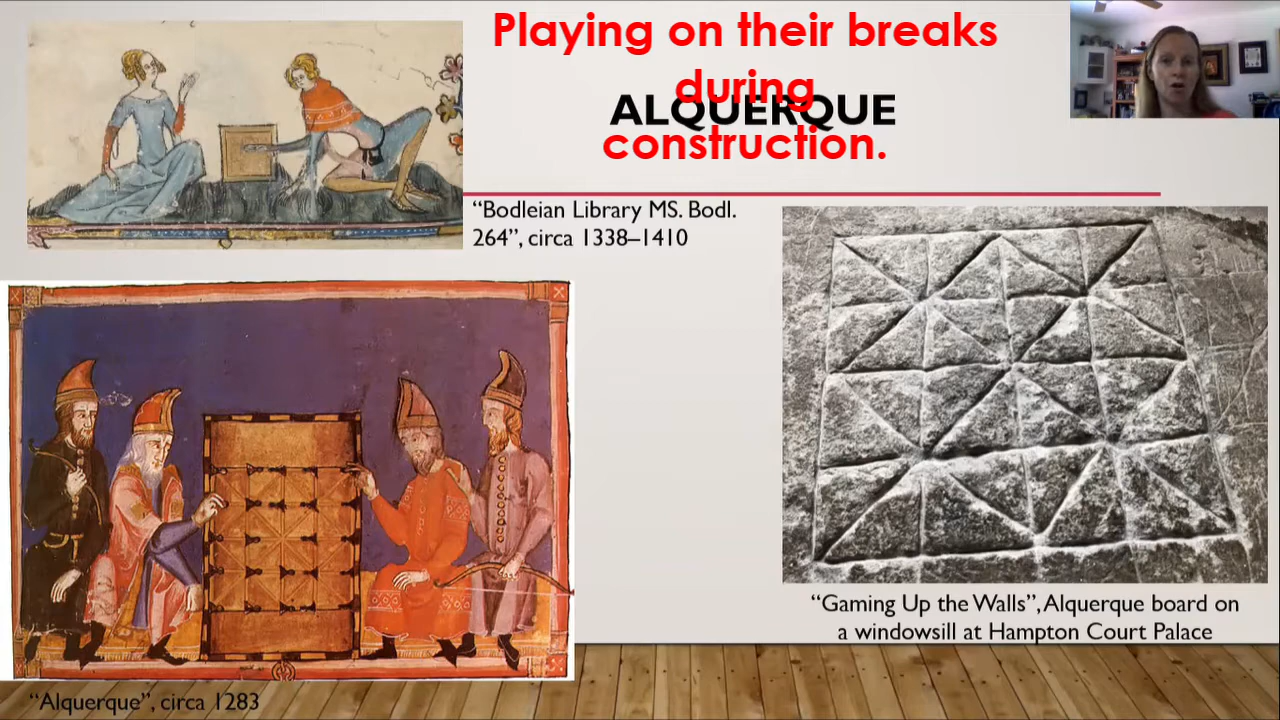 Playing on their breaks
during
ALQUERQUE
construction.
“Bodleian Library MS. Bodl.
264”, circa 1338–1410
“Gaming Up the Walls”, Alquerque board on
a windowsill at Hampton Court Palace
“Alquerque”, circa 1283